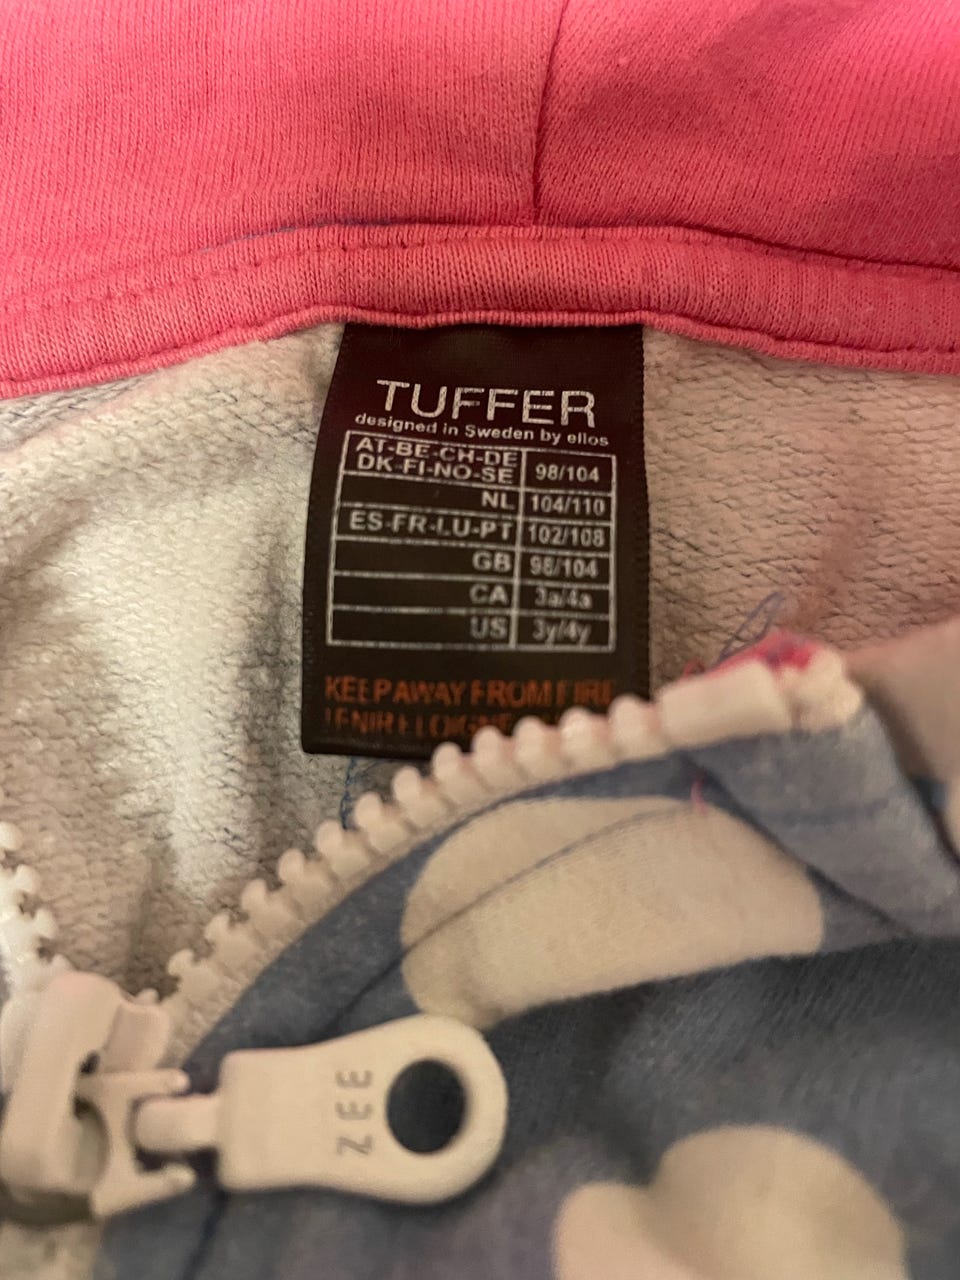 TUFFER
designed in Sweden by ellos
AT-BE-CH-DE
DK-FI-NO-SE 98/104
NL 104/110
ES-FR-LU-PT 102/108
GB 98/104
CA 3a/4a
US 3y/4y
KEEP AWAY FROM FIRE
TENIR ELOIGNE
ZEE